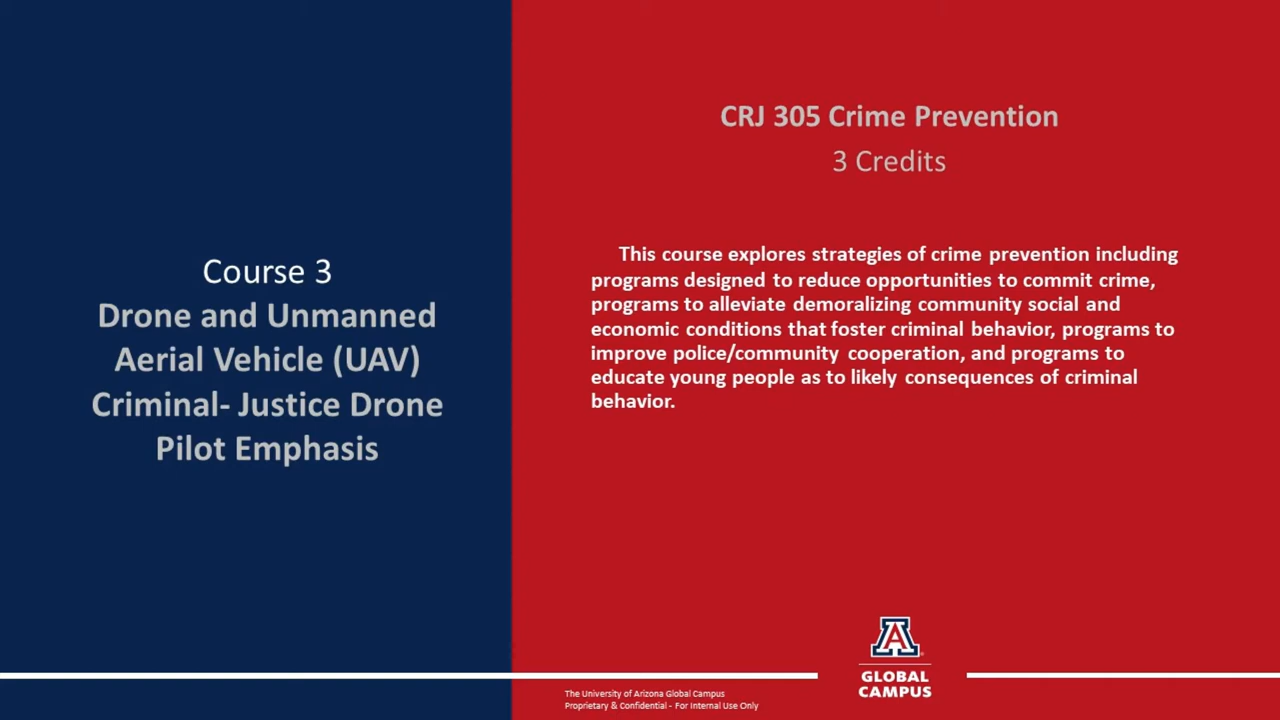 Course 3
Drone and Unmanned
Aerial Vehicle (UAV)
Criminal- Justice Drone
Pilot Emphasis
CRJ 305 Crime Prevention
3 Credits
This course explores strategies of crime prevention including
programs designed to reduce opportunities to commit crime,
programs to alleviate demoralizing community social and
economic conditions that foster criminal behavior, programs to
improve police/community cooperation, and programs to
educate young people as to likely consequences of criminal
behavior.
The University of Arizona Global Campus
Proprietary & Confidential - For Internal Use Only
A
GLOBAL
CAMPUS